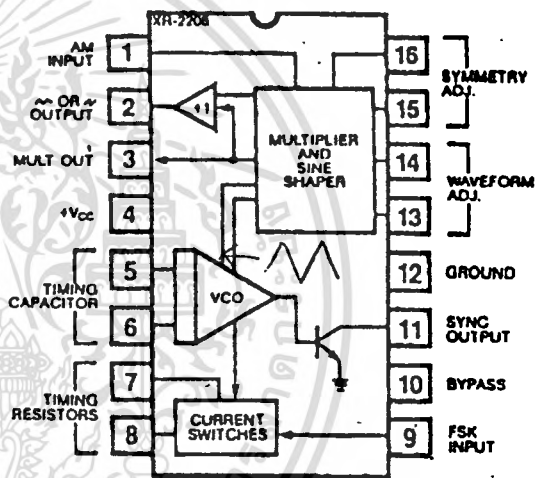 XR-2206
AM
INPUT
1
~ OR ~
OUTPUT
2
MULT OUT
3
+Vcc
4
TIMING
CAPACITOR
5
6
TIMING
RESISTORS
7
8
+1
MULTIPLIER
AND
SINE
SHAPER
VCO
CURRENT
SWITCHES
16
SYMMETRY
ADJ.
15
14
WAVEFORM
ADJ.
13
12
GROUND
11
SYNC
OUTPUT
10
BYPASS
9
FSK
INPUT